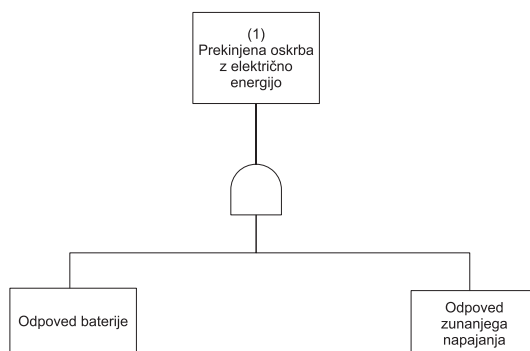 (1)
Prekinjena oskrba
z električno
energijo
Odpoved baterije
Odpoved
zunanjega
napajanja